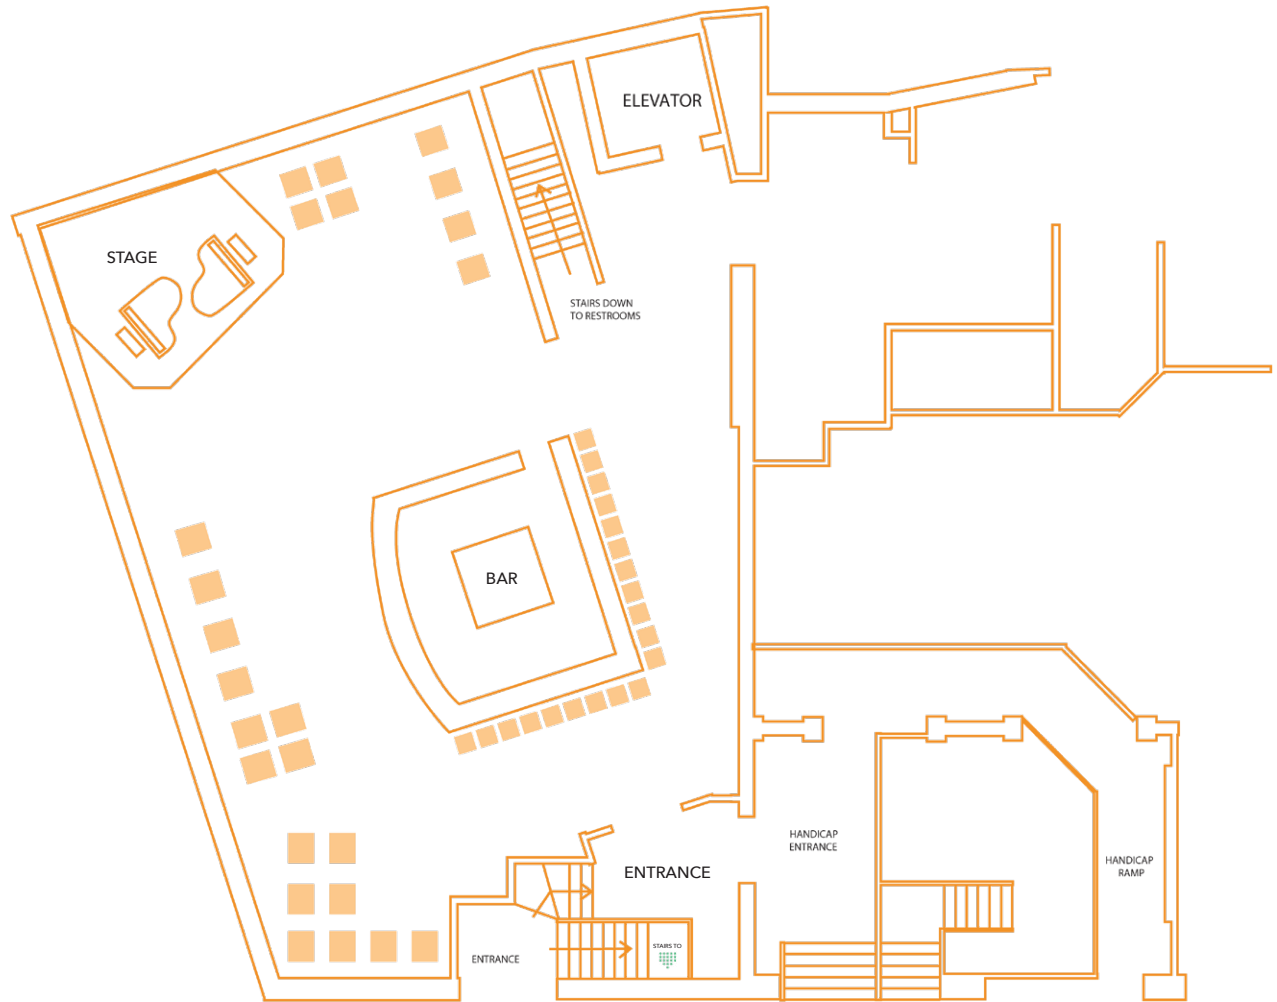 ELEVATOR
STAGE
STAIRS DOWN
TO RESTROOMS
BAR
HANDICAP
ENTRANCE
HANDICAP
RAMP
ENTRANCE
STAIRS TO
ENTRANCE